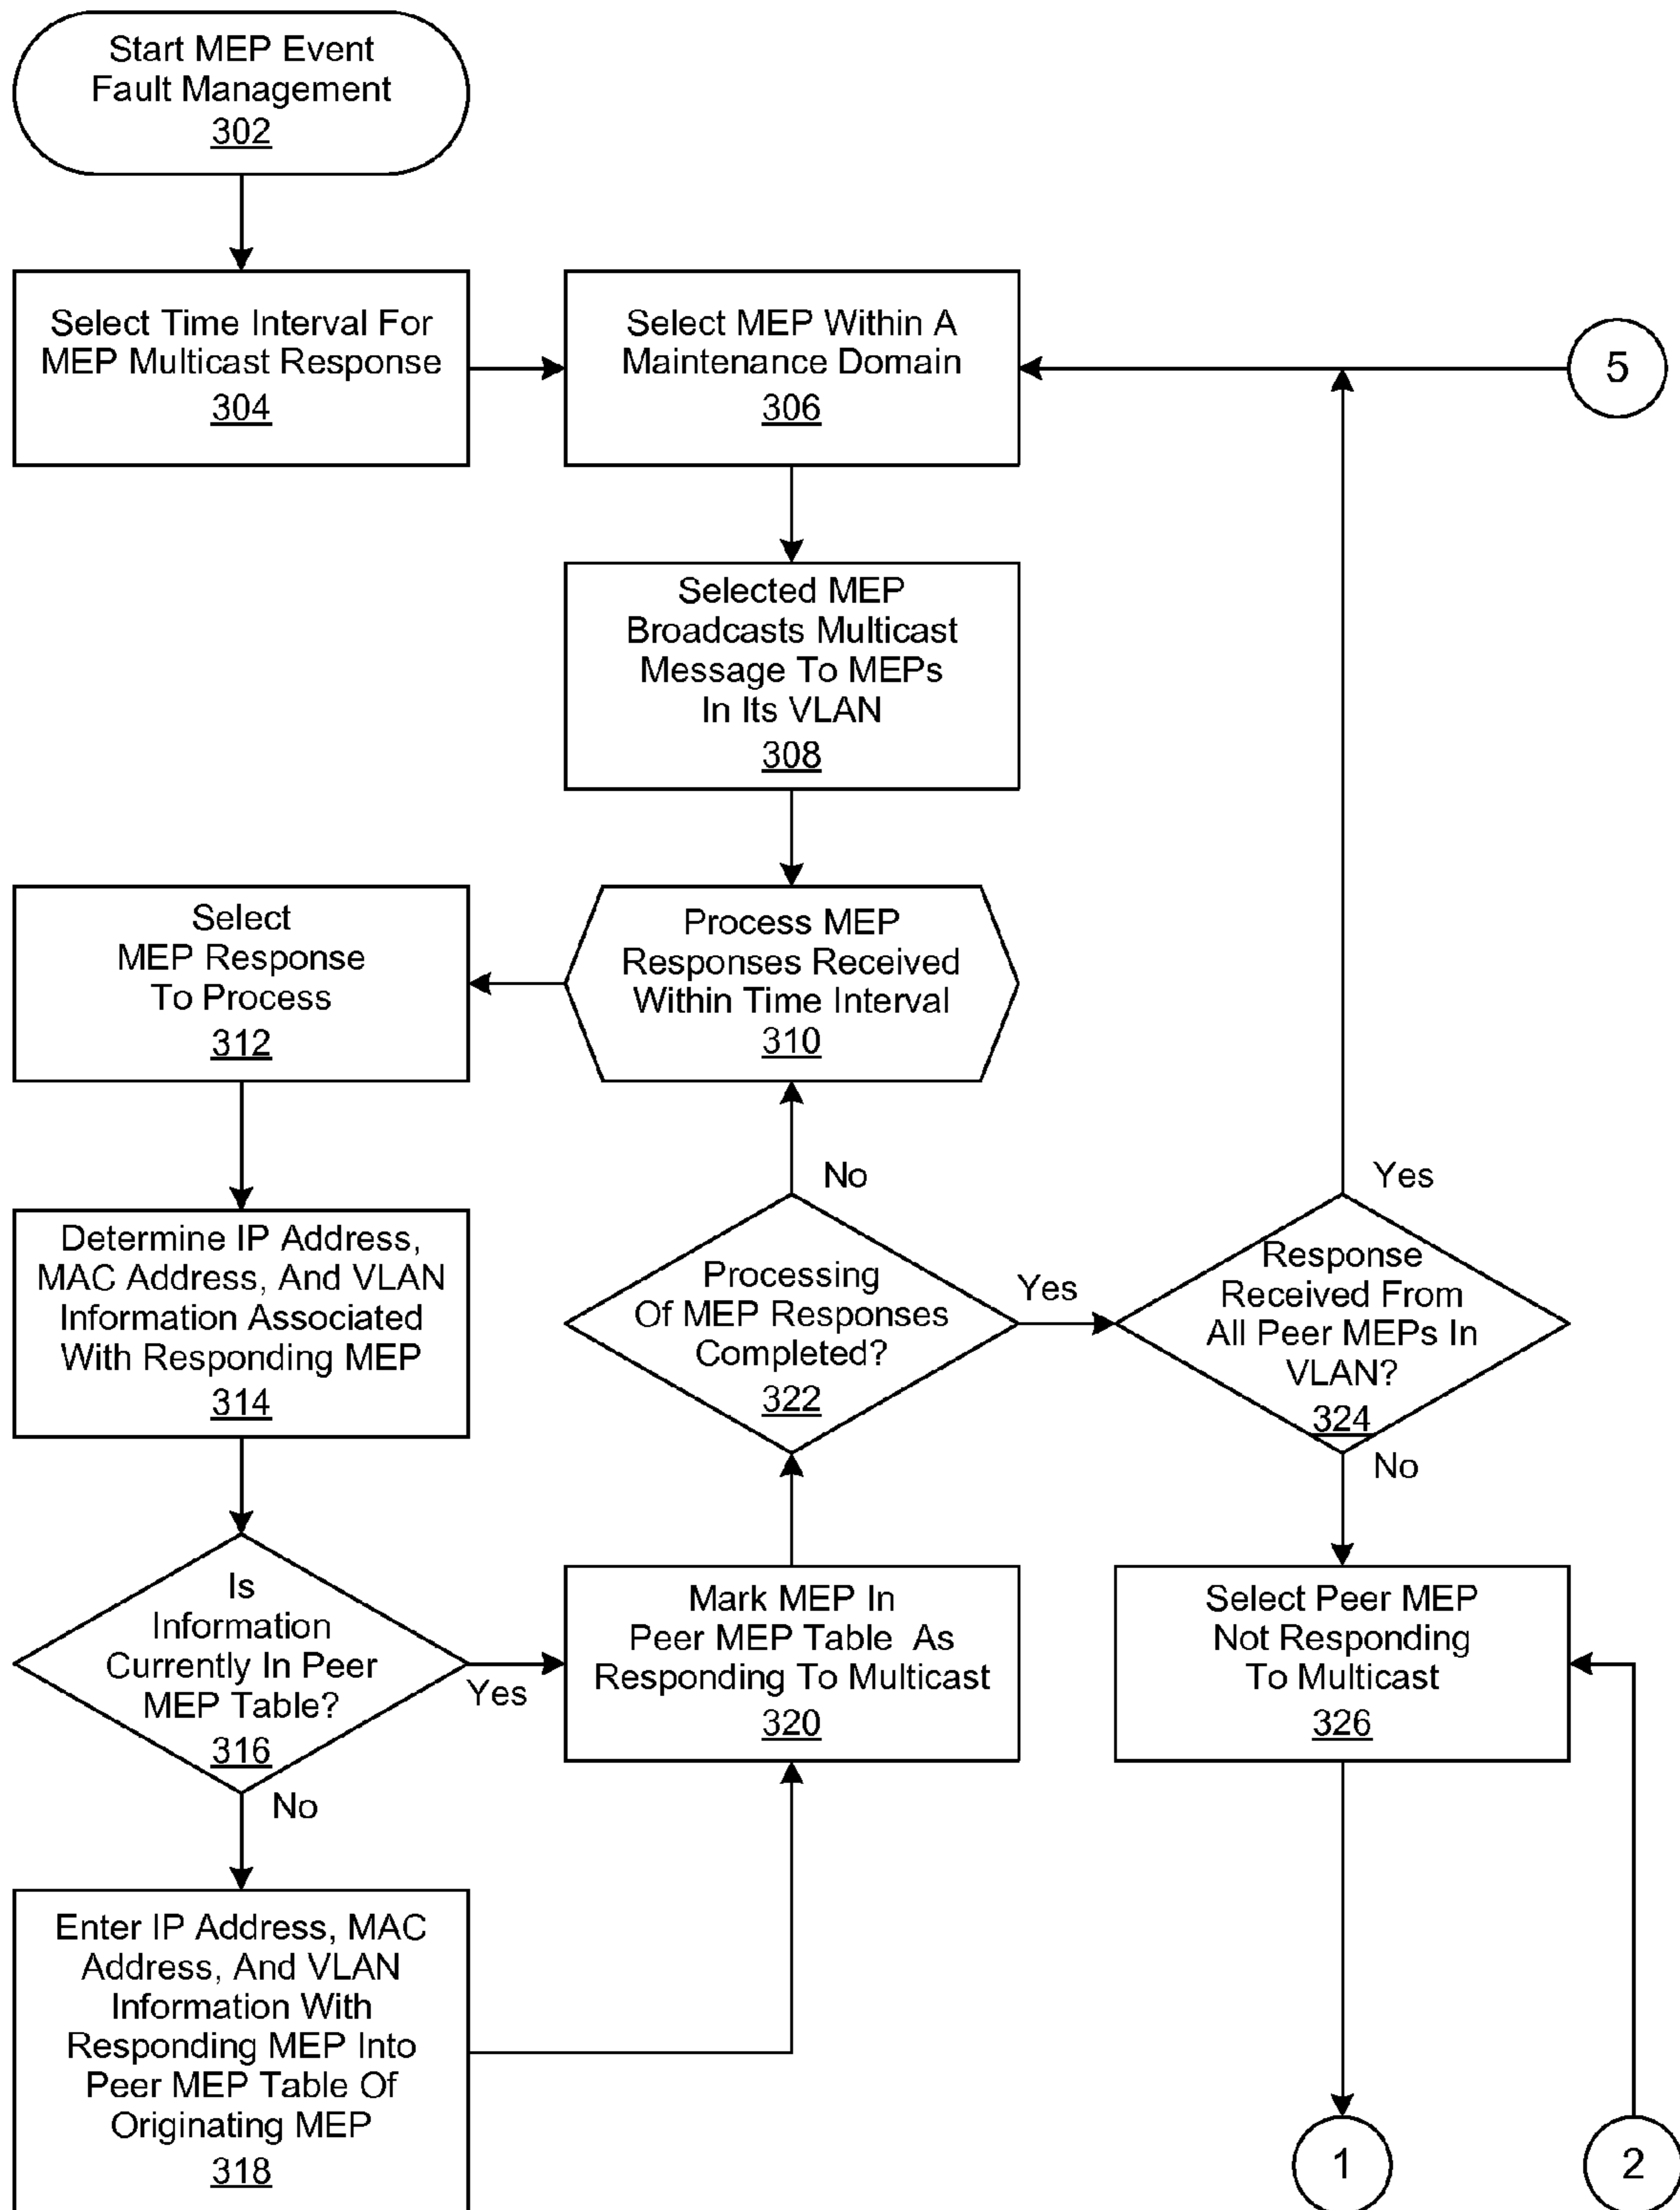 Start MEP Event
Fault Management
302
Select Time Interval For
MEP Multicast Response
304
Select MEP Within A
Maintenance Domain
306
5
Selected MEP
Broadcasts Multicast
Message To MEPs
In Its VLAN
308
Select
MEP Response
To Process
312
Process MEP
Responses Received
Within Time Interval
310
Determine IP Address,
MAC Address, And VLAN
Information Associated
With Responding MEP
314
No
Processing
Of MEP Responses
Completed?
322
Yes
Yes
Response
Received From
All Peer MEPs In
VLAN?
324
No
Is
Information
Currently In Peer
MEP Table?
316
Yes
No
Mark MEP In
Peer MEP Table As
Responding To Multicast
320
Select Peer MEP
Not Responding
To Multicast
326
Enter IP Address, MAC
Address, And VLAN
Information With
Responding MEP Into
Peer MEP Table Of
Originating MEP
318
1
2